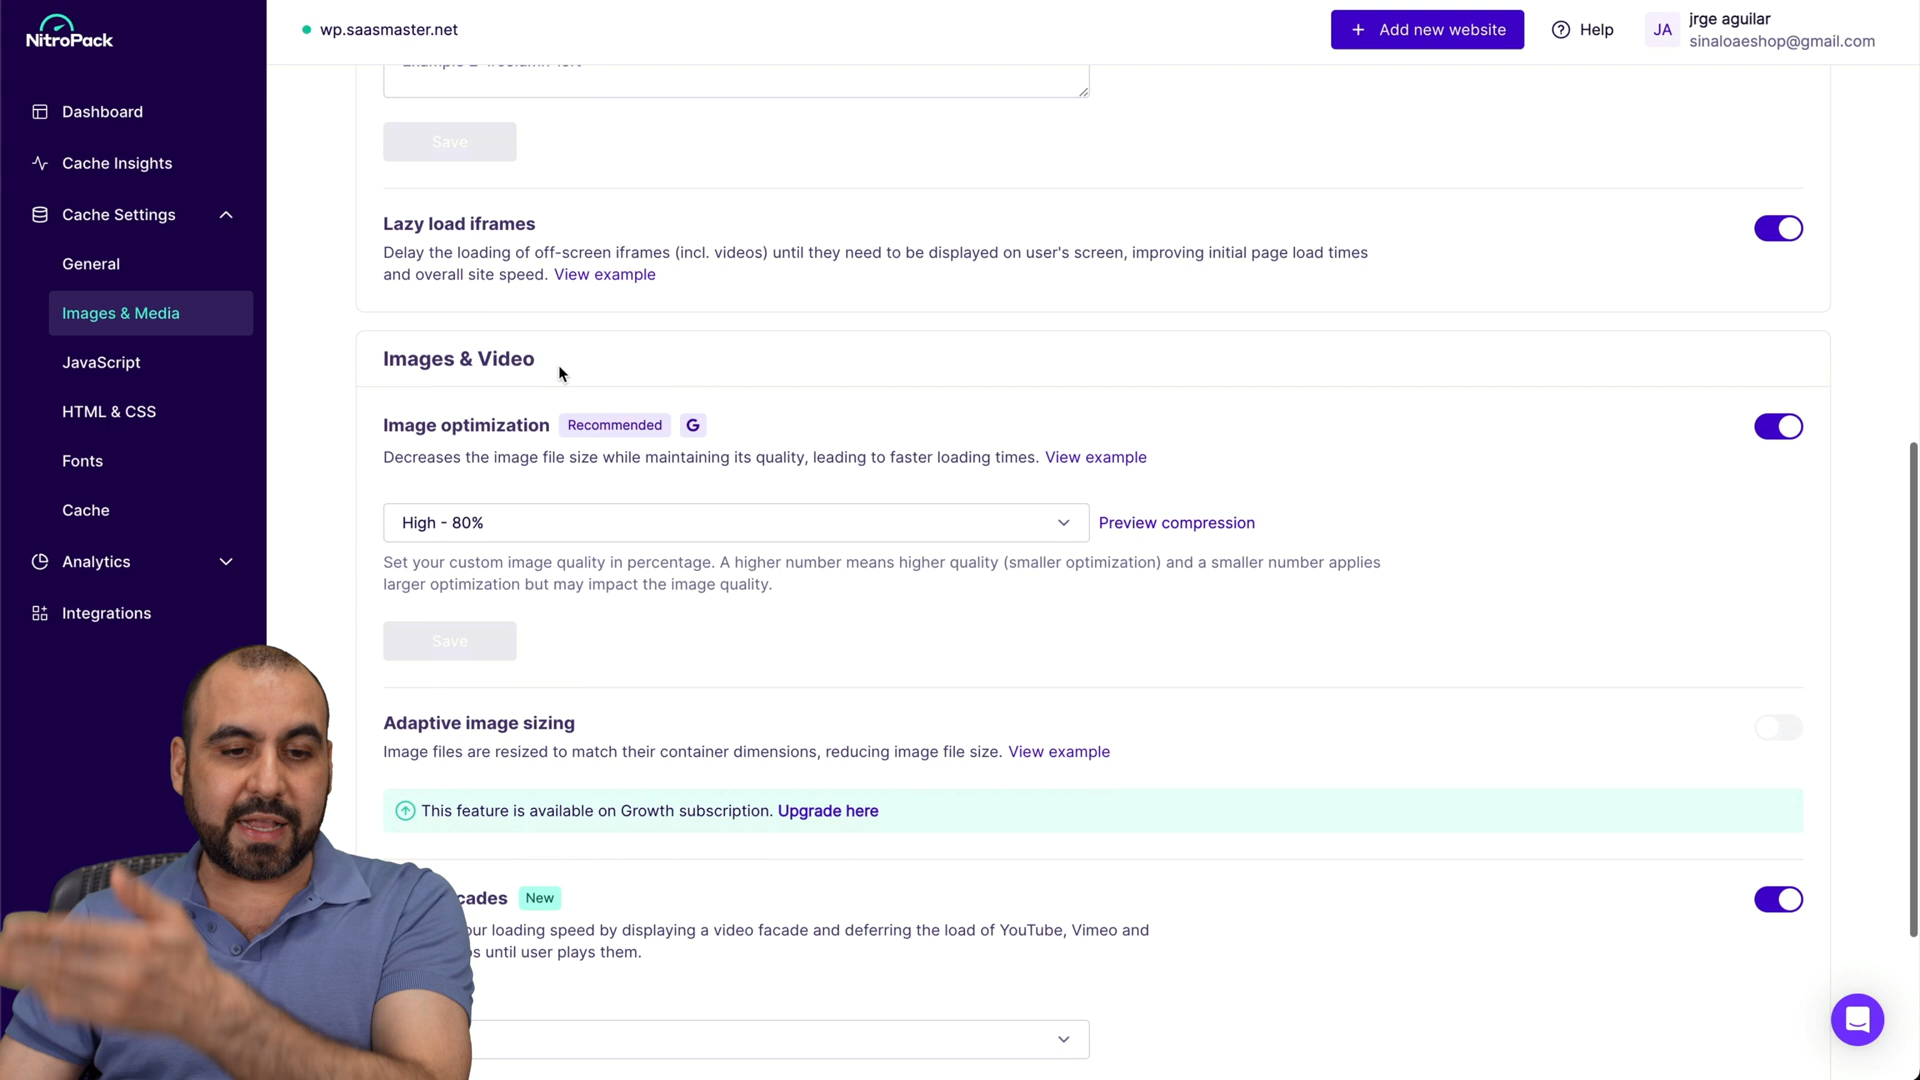 NitroPack
wp.saasmaster.net
+ Add new website
Help
JA
jrge aguilar
sinaloaeshop@gmail.com
Dashboard
Cache Insights
Cache Settings
General
Images & Media
JavaScript
HTML & CSS
Fonts
Cache
Analytics
Integrations
Save
Lazy load iframes
Delay the loading of off-screen iframes (incl. videos) until they need to be displayed on user's screen, improving initial page load times
and overall site speed. View example
Images & Video
Image optimization Recommended G
Decreases the image file size while maintaining its quality, leading to faster loading times. View example
High - 80%
Preview compression
Set your custom image quality in percentage. A higher number means higher quality (smaller optimization) and a smaller number applies
larger optimization but may impact the image quality.
Save
Adaptive image sizing
Image files are resized to match their container dimensions, reducing image file size. View example
This feature is available on Growth subscription. Upgrade here
cades New
our loading speed by displaying a video facade and deferring the load of YouTube, Vimeo and
os until user plays them.